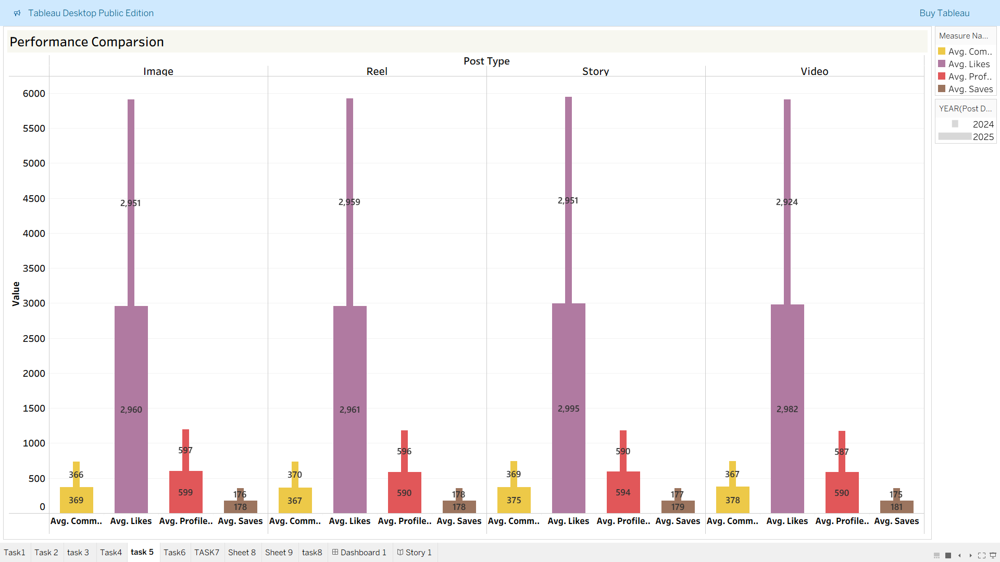 Tableau Desktop Public Edition
Buy Tableau
Performance Comparsion
Post Type
Image Reel Story Video
Measure Na...
Avg. Com..
Avg. Likes
Avg. Prof..
Avg. Saves
YEAR(Post D...
2024
2025
Value
6000
5500
5000
4500
4000
3500
3000
2500
2000
1500
1000
500
0
2,951 2,959 2,951 2,924
2,960 2,961 2,995 2,982
597 596 590 587
366 370 369 367
599 590 594 590
369 367 375 378
176 178 177 175
178 178 179 181
Avg. Comm.. Avg. Likes Avg. Profile.. Avg. Saves Avg. Comm.. Avg. Likes Avg. Profile.. Avg. Saves Avg. Comm.. Avg. Likes Avg. Profile.. Avg. Saves Avg. Comm.. Avg. Likes Avg. Profile.. Avg. Saves
Task1 Task 2 task 3 Task4 task 5 Task6 TASK7 Sheet 8 Sheet 9 task8 Dashboard 1 Story 1